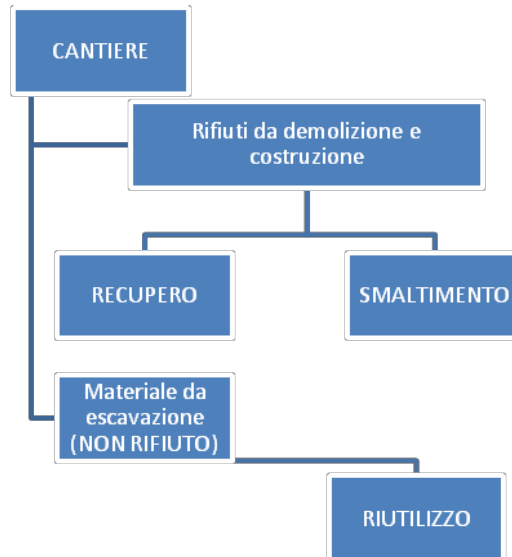 CANTIERE
Rifiuti da demolizione e
costruzione
RECUPERO
SMALTIMENTO
Materiale da
escavazione
(NON RIFIUTO)
RIUTILIZZO